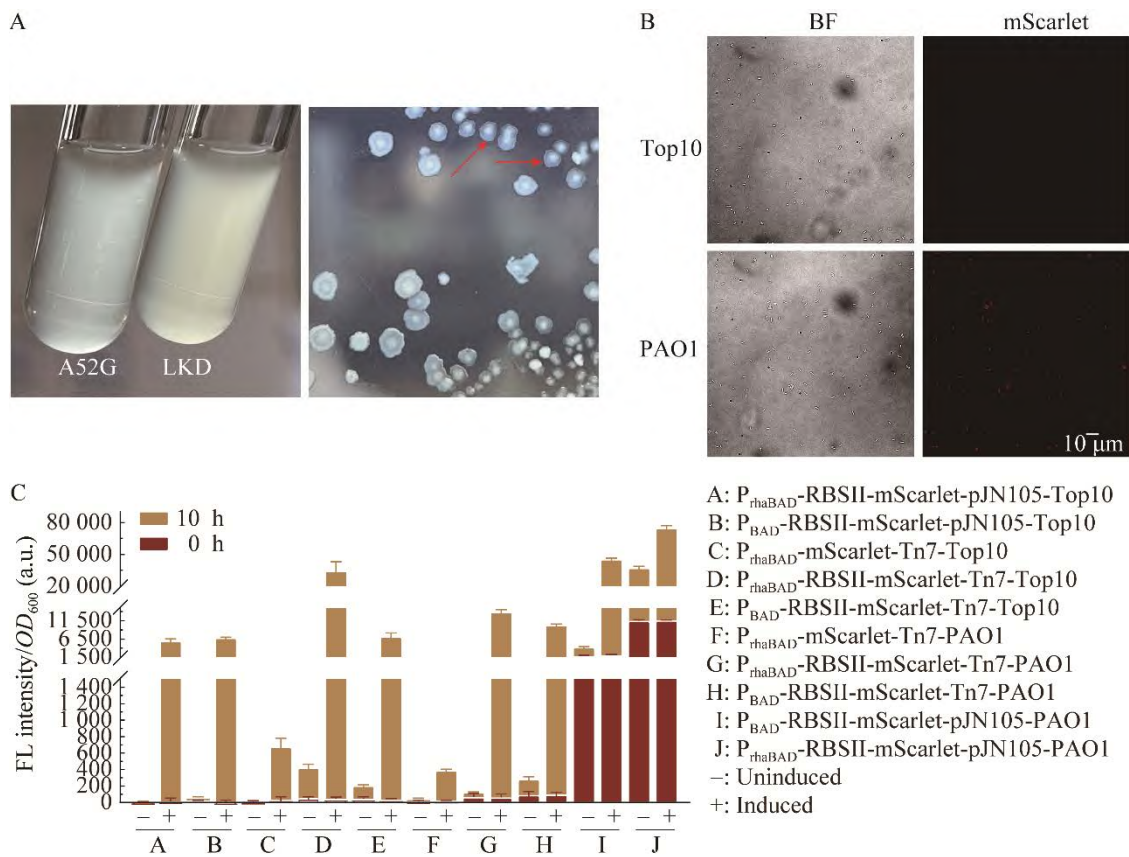 A
A52G
LKD
B
BF
mScarlet
Top10
PAO1
10 μm
C
FL intensity/OD600 (a.u.)
80 000
50 000
20 000
11 500
6 500
1 500
1 400
1 000
800
600
400
200
0
10 h
0 h
– + – + – + – + – + – + – + – + – + – +
A B C D E F G H I J
A: PrhaBAD-RBSII-mScarlet-pJN105-Top10
B: PBAD-RBSII-mScarlet-pJN105-Top10
C: PrhaBAD-mScarlet-Tn7-Top10
D: PrhaBAD-RBSII-mScarlet-Tn7-Top10
E: PBAD-RBSII-mScarlet-Tn7-Top10
F: PrhaBAD-mScarlet-Tn7-PAO1
G: PrhaBAD-RBSII-mScarlet-Tn7-PAO1
H: PBAD-RBSII-mScarlet-Tn7-PAO1
I: PBAD-RBSII-mScarlet-pJN105-PAO1
J: PrhaBAD-RBSII-mScarlet-pJN105-PAO1
–: Uninduced
+: Induced